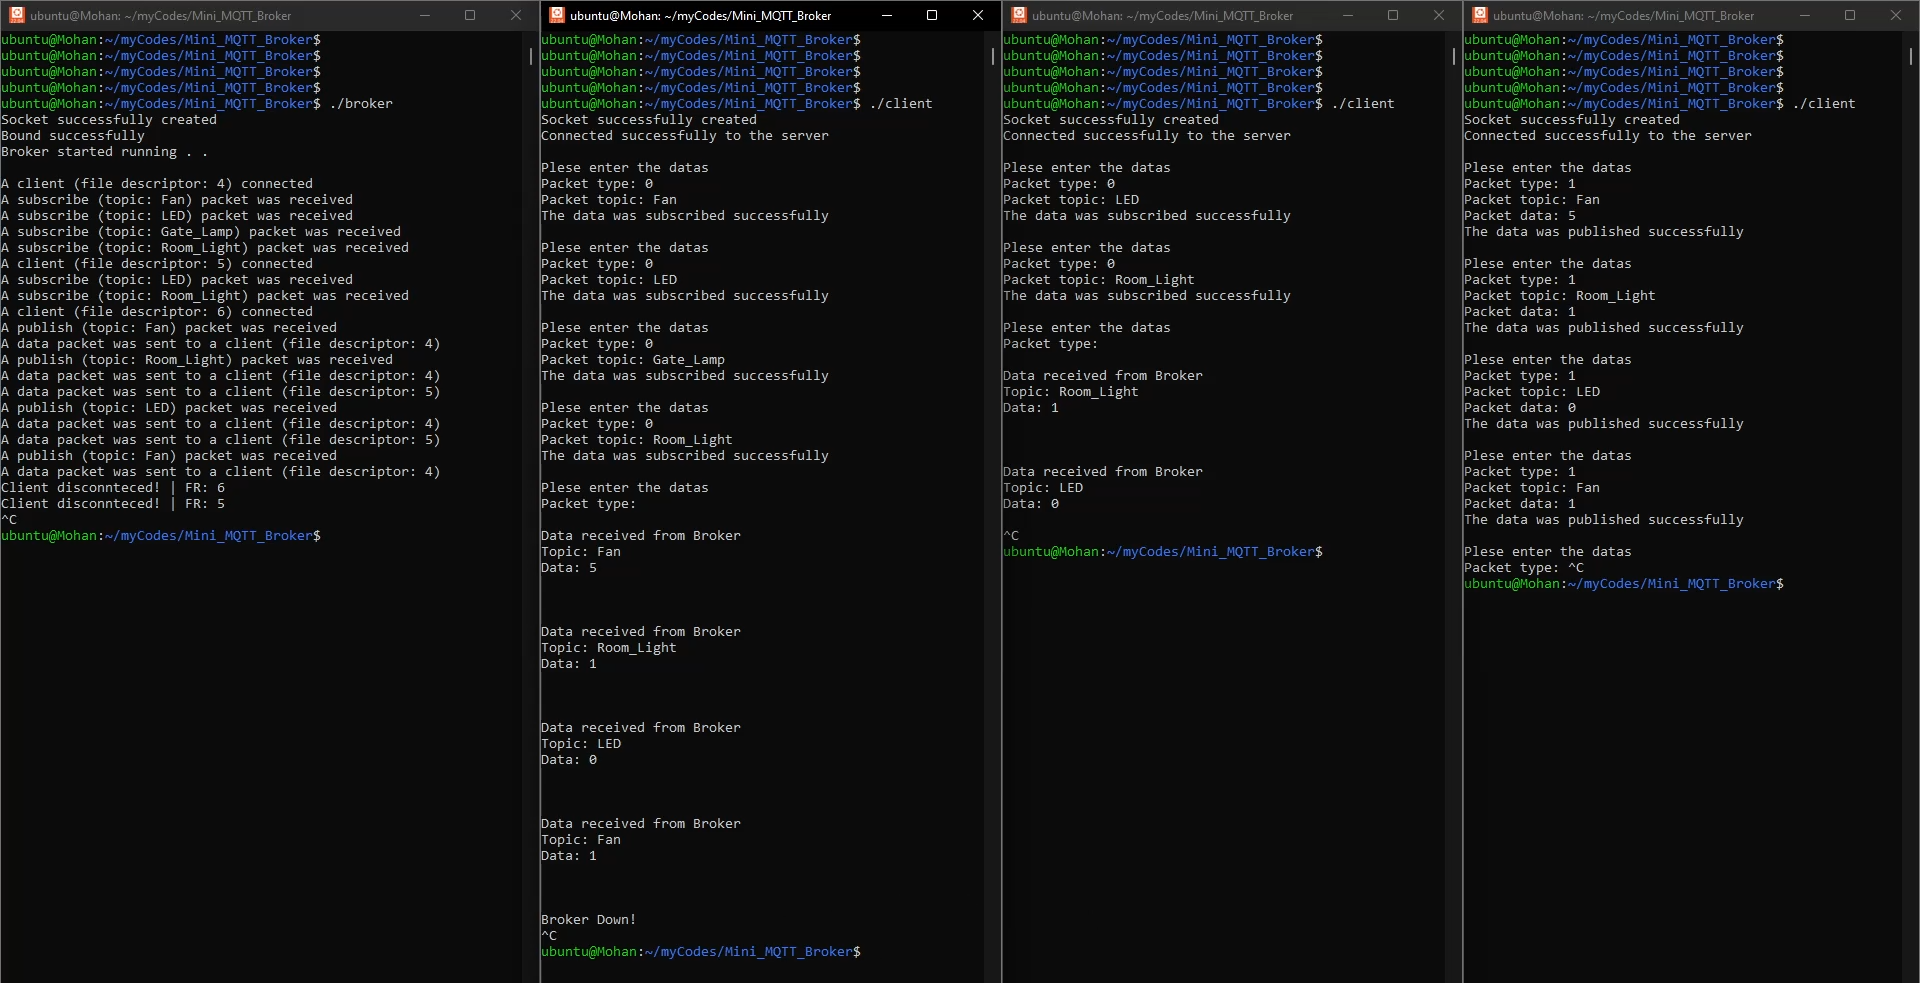 ubuntu@Mohan: ~/myCodes/Mini_MQTT_Broker
ubuntu@Mohan:~/myCodes/Mini_MQTT_Broker$
ubuntu@Mohan:~/myCodes/Mini_MQTT_Broker$
ubuntu@Mohan:~/myCodes/Mini_MQTT_Broker$
ubuntu@Mohan:~/myCodes/Mini_MQTT_Broker$
ubuntu@Mohan:~/myCodes/Mini_MQTT_Broker$ ./broker
Socket successfully created
Bound successfully
Broker started running . .
A client (file descriptor: 4) connected
A subscribe (topic: Fan) packet was received
A subscribe (topic: LED) packet was received
A subscribe (topic: Gate_Lamp) packet was received
A subscribe (topic: Room_Light) packet was received
A client (file descriptor: 5) connected
A subscribe (topic: LED) packet was received
A subscribe (topic: Room_Light) packet was received
A client (file descriptor: 6) connected
A publish (topic: Fan) packet was received
A data packet was sent to a client (file descriptor: 4)
A publish (topic: Room_Light) packet was received
A data packet was sent to a client (file descriptor: 4)
A data packet was sent to a client (file descriptor: 5)
A publish (topic: LED) packet was received
A data packet was sent to a client (file descriptor: 4)
A data packet was sent to a client (file descriptor: 5)
A publish (topic: Fan) packet was received
A data packet was sent to a client (file descriptor: 4)
Client disconnteced! | FR: 6
Client disconnteced! | FR: 5
^C
ubuntu@Mohan:~/myCodes/Mini_MQTT_Broker$
ubuntu@Mohan: ~/myCodes/Mini_MQTT_Broker
ubuntu@Mohan:~/myCodes/Mini_MQTT_Broker$
ubuntu@Mohan:~/myCodes/Mini_MQTT_Broker$
ubuntu@Mohan:~/myCodes/Mini_MQTT_Broker$
ubuntu@Mohan:~/myCodes/Mini_MQTT_Broker$
ubuntu@Mohan:~/myCodes/Mini_MQTT_Broker$ ./client
Socket successfully created
Connected successfully to the server
Plese enter the datas
Packet type: 0
Packet topic: Fan
The data was subscribed successfully
Plese enter the datas
Packet type: 0
Packet topic: LED
The data was subscribed successfully
Plese enter the datas
Packet type: 0
Packet topic: Gate_Lamp
The data was subscribed successfully
Plese enter the datas
Packet type: 0
Packet topic: Room_Light
The data was subscribed successfully
Plese enter the datas
Packet type:
Data received from Broker
Topic: Fan
Data: 5
Data received from Broker
Topic: Room_Light
Data: 1
Data received from Broker
Topic: LED
Data: 0
Data received from Broker
Topic: Fan
Data: 1
Broker Down!
^C
ubuntu@Mohan:~/myCodes/Mini_MQTT_Broker$
ubuntu@Mohan: ~/myCodes/Mini_MQTT_Broker
ubuntu@Mohan:~/myCodes/Mini_MQTT_Broker$
ubuntu@Mohan:~/myCodes/Mini_MQTT_Broker$
ubuntu@Mohan:~/myCodes/Mini_MQTT_Broker$
ubuntu@Mohan:~/myCodes/Mini_MQTT_Broker$
ubuntu@Mohan:~/myCodes/Mini_MQTT_Broker$ ./client
Socket successfully created
Connected successfully to the server
Plese enter the datas
Packet type: 0
Packet topic: LED
The data was subscribed successfully
Plese enter the datas
Packet type: 0
Packet topic: Room_Light
The data was subscribed successfully
Plese enter the datas
Packet type:
Data received from Broker
Topic: Room_Light
Data: 1
Data received from Broker
Topic: LED
Data: 0
^C
ubuntu@Mohan:~/myCodes/Mini_MQTT_Broker$
ubuntu@Mohan: ~/myCodes/Mini_MQTT_Broker
ubuntu@Mohan:~/myCodes/Mini_MQTT_Broker$
ubuntu@Mohan:~/myCodes/Mini_MQTT_Broker$
ubuntu@Mohan:~/myCodes/Mini_MQTT_Broker$
ubuntu@Mohan:~/myCodes/Mini_MQTT_Broker$
ubuntu@Mohan:~/myCodes/Mini_MQTT_Broker$ ./client
Socket successfully created
Connected successfully to the server
Plese enter the datas
Packet type: 1
Packet topic: Fan
Packet data: 5
The data was published successfully
Plese enter the datas
Packet type: 1
Packet topic: Room_Light
Packet data: 1
The data was published successfully
Plese enter the datas
Packet type: 1
Packet topic: LED
Packet data: 0
The data was published successfully
Plese enter the datas
Packet type: 1
Packet topic: Fan
Packet data: 1
The data was published successfully
Plese enter the datas
Packet type: ^C
ubuntu@Mohan:~/myCodes/Mini_MQTT_Broker$